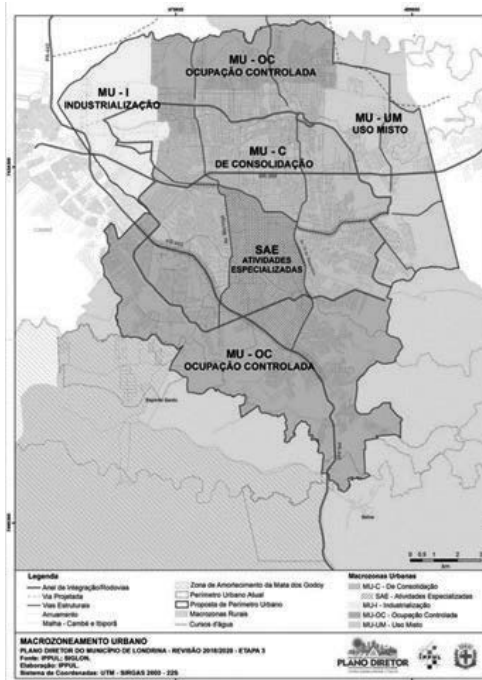 MU - OC
OCUPAÇÃO CONTROLADA
MU - I
INDUSTRIALIZAÇÃO
MU - UM
USO MISTO
MU - C
DE CONSOLIDAÇÃO
SAE
ATIVIDADES
ESPECIALIZADAS
MU - OC
OCUPAÇÃO CONTROLADA
Espírito Santo
km
Legenda
Anel de Integração/Rodovias
Via Projetada
Vias Estruturais
Arruamento
Malha - Cambé e Ibiporã
Zona de Amortecimento da Mata dos Godoy
Perímetro Urbano Atual
Proposta de Perímetro Urbano
Macrozonas Rurais
Cursos d'água
Macrozonas Urbanas
MU-C - De Consolidação
SAE - Atividades Especializadas
MU-I - Industrialização
MU-OC - Ocupação Controlada
MU-UM - Uso Misto
MACROZONEAMENTO URBANO
PLANO DIRETOR DO MUNICÍPIO DE LONDRINA - REVISÃO 2018/2028 - ETAPA 3
Fonte: IPPUL; SIGLON.
Elaboração: IPPUL.
Sistema de Coordenadas: UTM - SIRGAS 2000 - 22S
PLANO DIRETOR
IPPUL